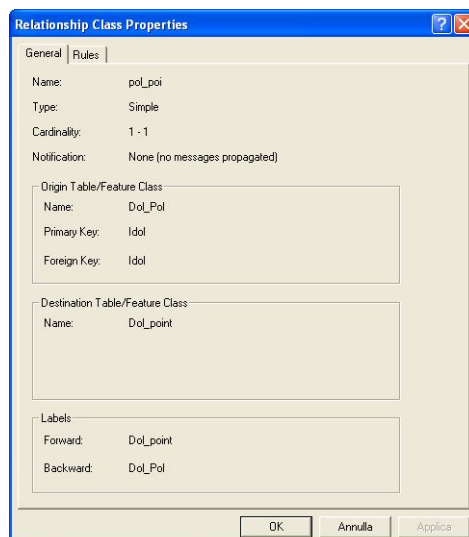 Relationship Class Properties
General Rules
Name: pol_poi
Type: Simple
Cardinality: 1 - 1
Notification: None (no messages propagated)
Origin Table/Feature Class
Name: Dol_Pol
Primary Key: Idol
Foreign Key: Idol
Destination Table/Feature Class
Name: Dol_point
Labels
Forward: Dol_point
Backward: Dol_Pol
OK Annulla Applica